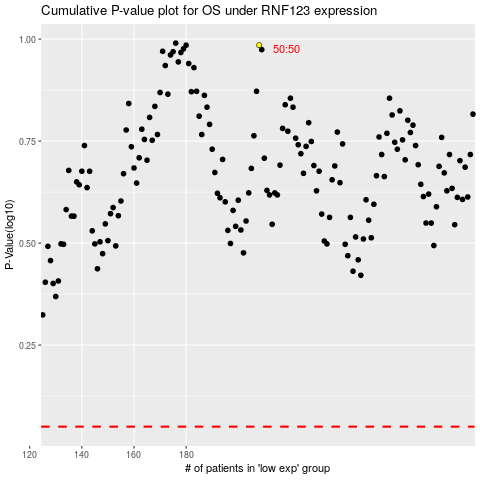 Cumulative P-value plot for OS under RNF123 expression
P-Value(log10)
1.00
0.75
0.50
0.25
50:50
120 140 160 180
# of patients in 'low exp' group